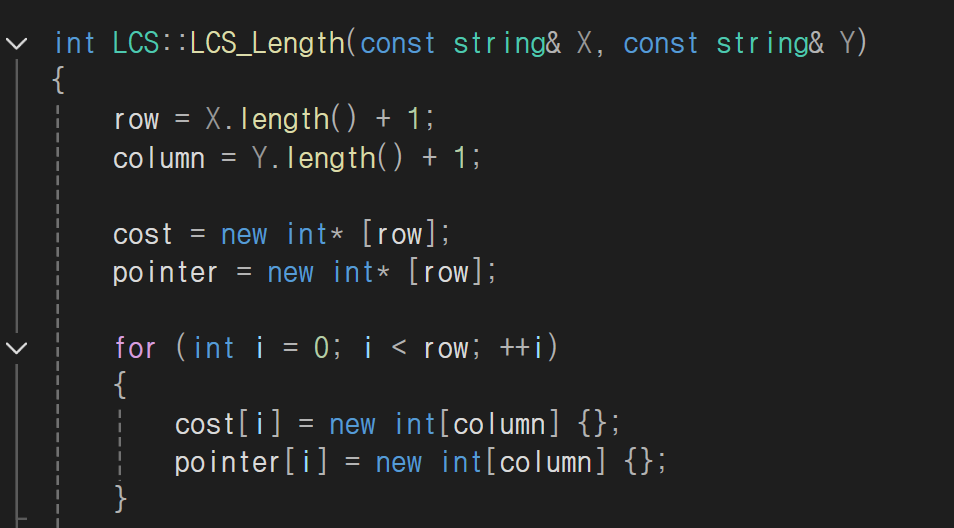 int LCS::LCS_Length(const string& X, const string& Y)
{
row = X.length() + 1;
column = Y.length() + 1;
cost = new int* [row];
pointer = new int* [row];
for (int i = 0; i < row; ++i)
{
cost[i] = new int[column] {};
pointer[i] = new int[column] {};
}